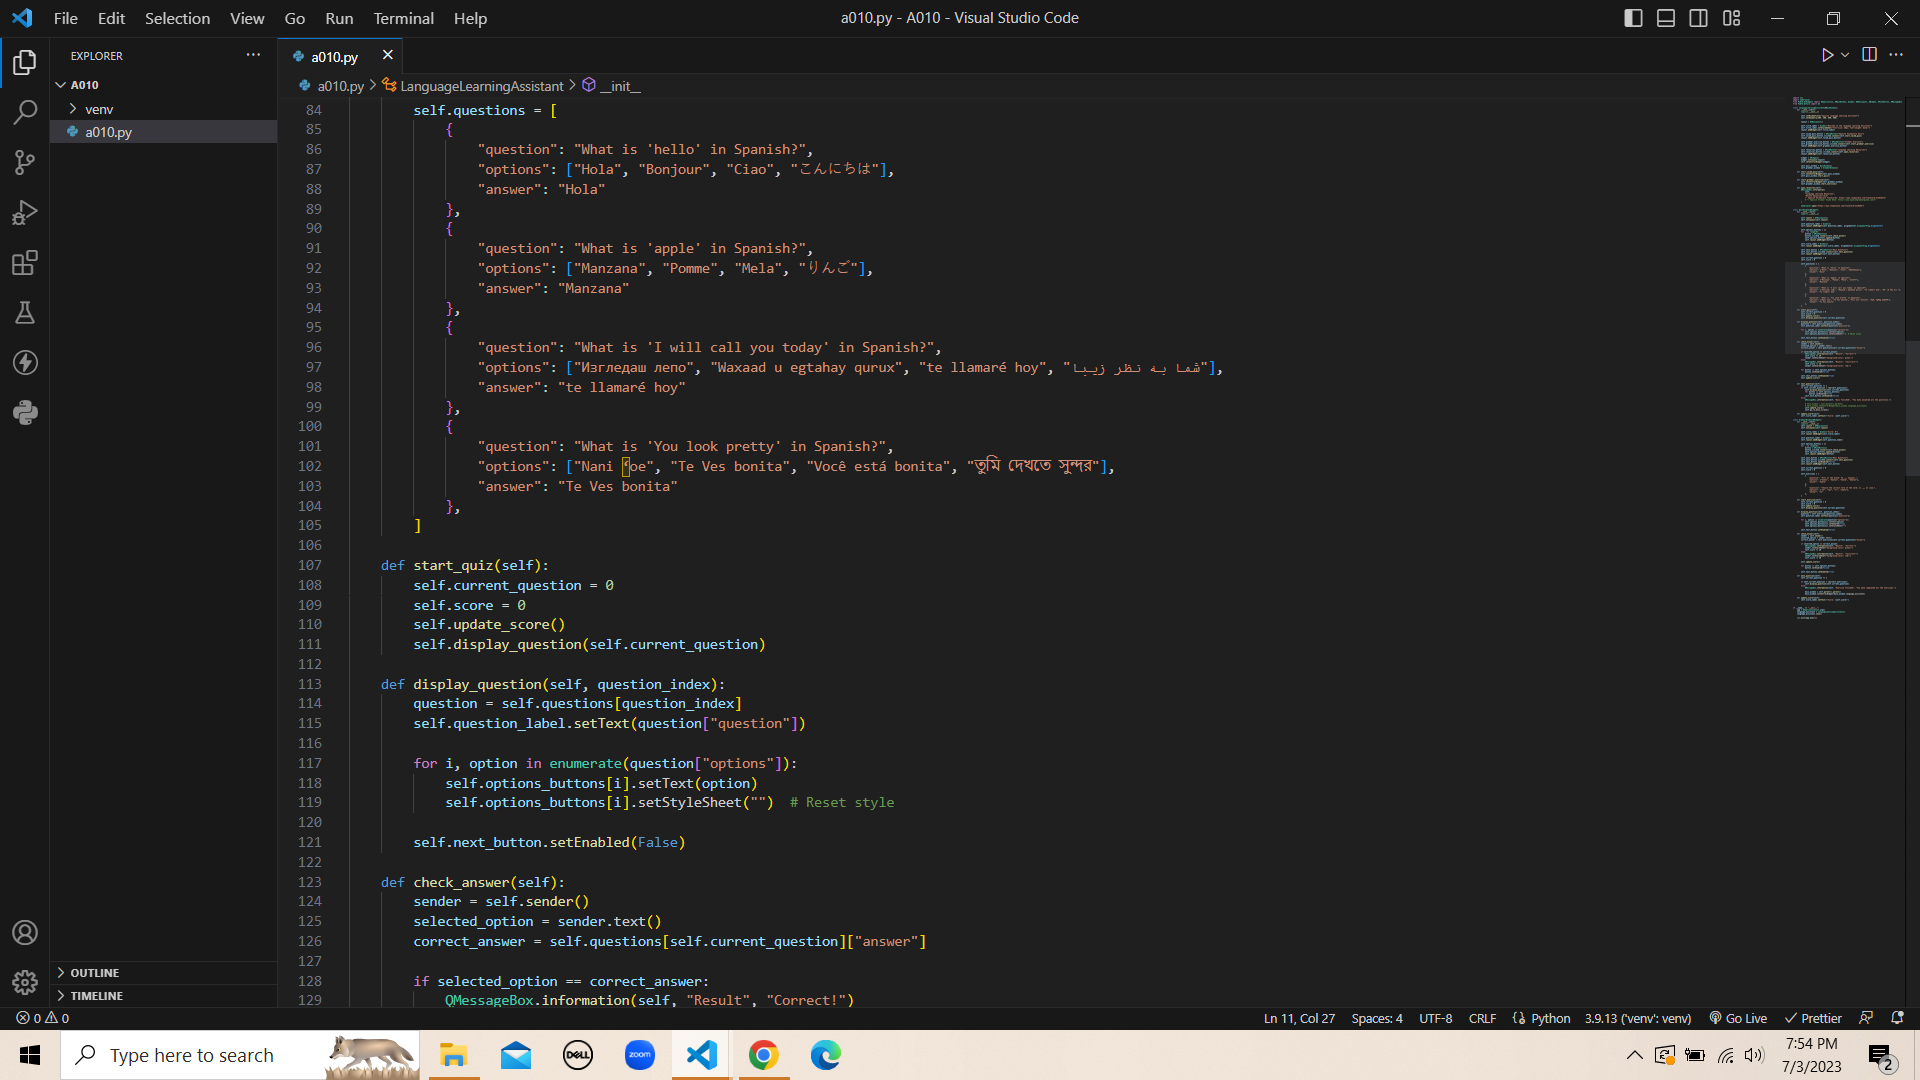 File Edit Selection View Go Run Terminal Help
a010.py - A010 - Visual Studio Code
EXPLORER
A010
venv
a010.py
OUTLINE
TIMELINE
a010.py
a010.py > LanguageLearningAssistant > __init__
84 self.questions = [
85 {
86 "question": "What is 'hello' in Spanish?",
87 "options": ["Hola", "Bonjour", "Ciao", "こんにちは"],
88 "answer": "Hola"
89 },
90 {
91 "question": "What is 'apple' in Spanish?",
92 "options": ["Manzana", "Pomme", "Mela", "りんご"],
93 "answer": "Manzana"
94 },
95 {
96 "question": "What is 'I will call you today' in Spanish?",
97 "options": ["Изгледаш лепо", "Waxaad u egtahay qurux", "te llamaré hoy", "شما به نظر زیبا"],
98 "answer": "te llamaré hoy"
99 },
100 {
101 "question": "What is 'You look pretty' in Spanish?",
102 "options": ["Nani ʻoe", "Te Ves bonita", "Você está bonita", "তুমি দেখতে সুন্দর"],
103 "answer": "Te Ves bonita"
104 },
105 ]
106
107 def start_quiz(self):
108 self.current_question = 0
109 self.score = 0
110 self.update_score()
111 self.display_question(self.current_question)
112
113 def display_question(self, question_index):
114 question = self.questions[question_index]
115 self.question_label.setText(question["question"])
116
117 for i, option in enumerate(question["options"]):
118 self.options_buttons[i].setText(option)
119 self.options_buttons[i].setStyleSheet("") # Reset style
120
121 self.next_button.setEnabled(False)
122
123 def check_answer(self):
124 sender = self.sender()
125 selected_option = sender.text()
126 correct_answer = self.questions[self.current_question]["answer"]
127
128 if selected_option == correct_answer:
129 QMessageBox.information(self, "Result", "Correct!")
0 0
Ln 11, Col 27 Spaces: 4 UTF-8 CRLF Python 3.9.13 ('venv': venv) Go Live Prettier
Type here to search
DELL
zoom
7:54 PM
7/3/2023
2